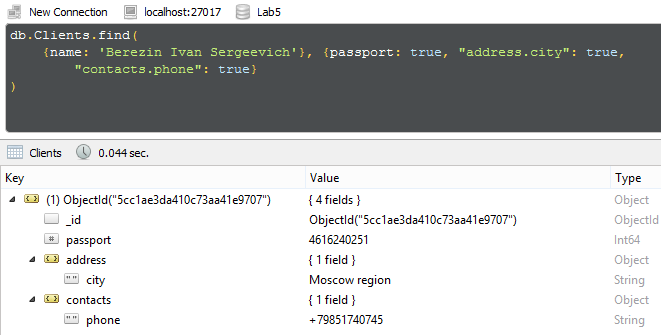 New Connection localhost:27017 Lab5
db.Clients.find(
{name: 'Berezin Ivan Sergeevich'}, {passport: true, "address.city": true,
"contacts.phone": true}
)
Clients 0.044 sec.
Key Value Type
(1) ObjectId("5cc1ae3da410c73aa41e9707") { 4 fields } Object
_id ObjectId("5cc1ae3da410c73aa41e9707") ObjectId
# passport 4616240251 Int64
address { 1 field } Object
"" city Moscow region String
contacts { 1 field } Object
"" phone +79851740745 String